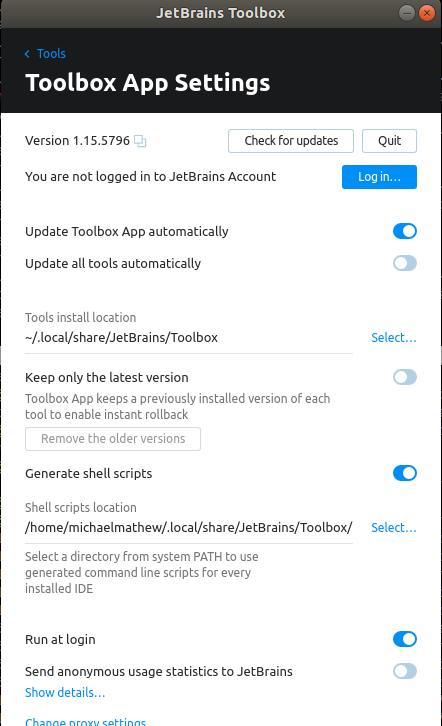 JetBrains Toolbox
Tools
Toolbox App Settings
Version 1.15.5796
Check for updates
Quit
You are not logged in to JetBrains Account
Log in...
Update Toolbox App automatically
Update all tools automatically
Tools install location
~/.local/share/JetBrains/Toolbox
Select...
Keep only the latest version
Toolbox App keeps a previously installed version of each
tool to enable instant rollback
Remove the older versions
Generate shell scripts
Shell scripts location
/home/michaelmathew/.local/share/JetBrains/Toolbox/
Select...
Select a directory from system PATH to use
generated command line scripts for every
installed IDE
Run at login
Send anonymous usage statistics to JetBrains
Show details...
Change proxy settings